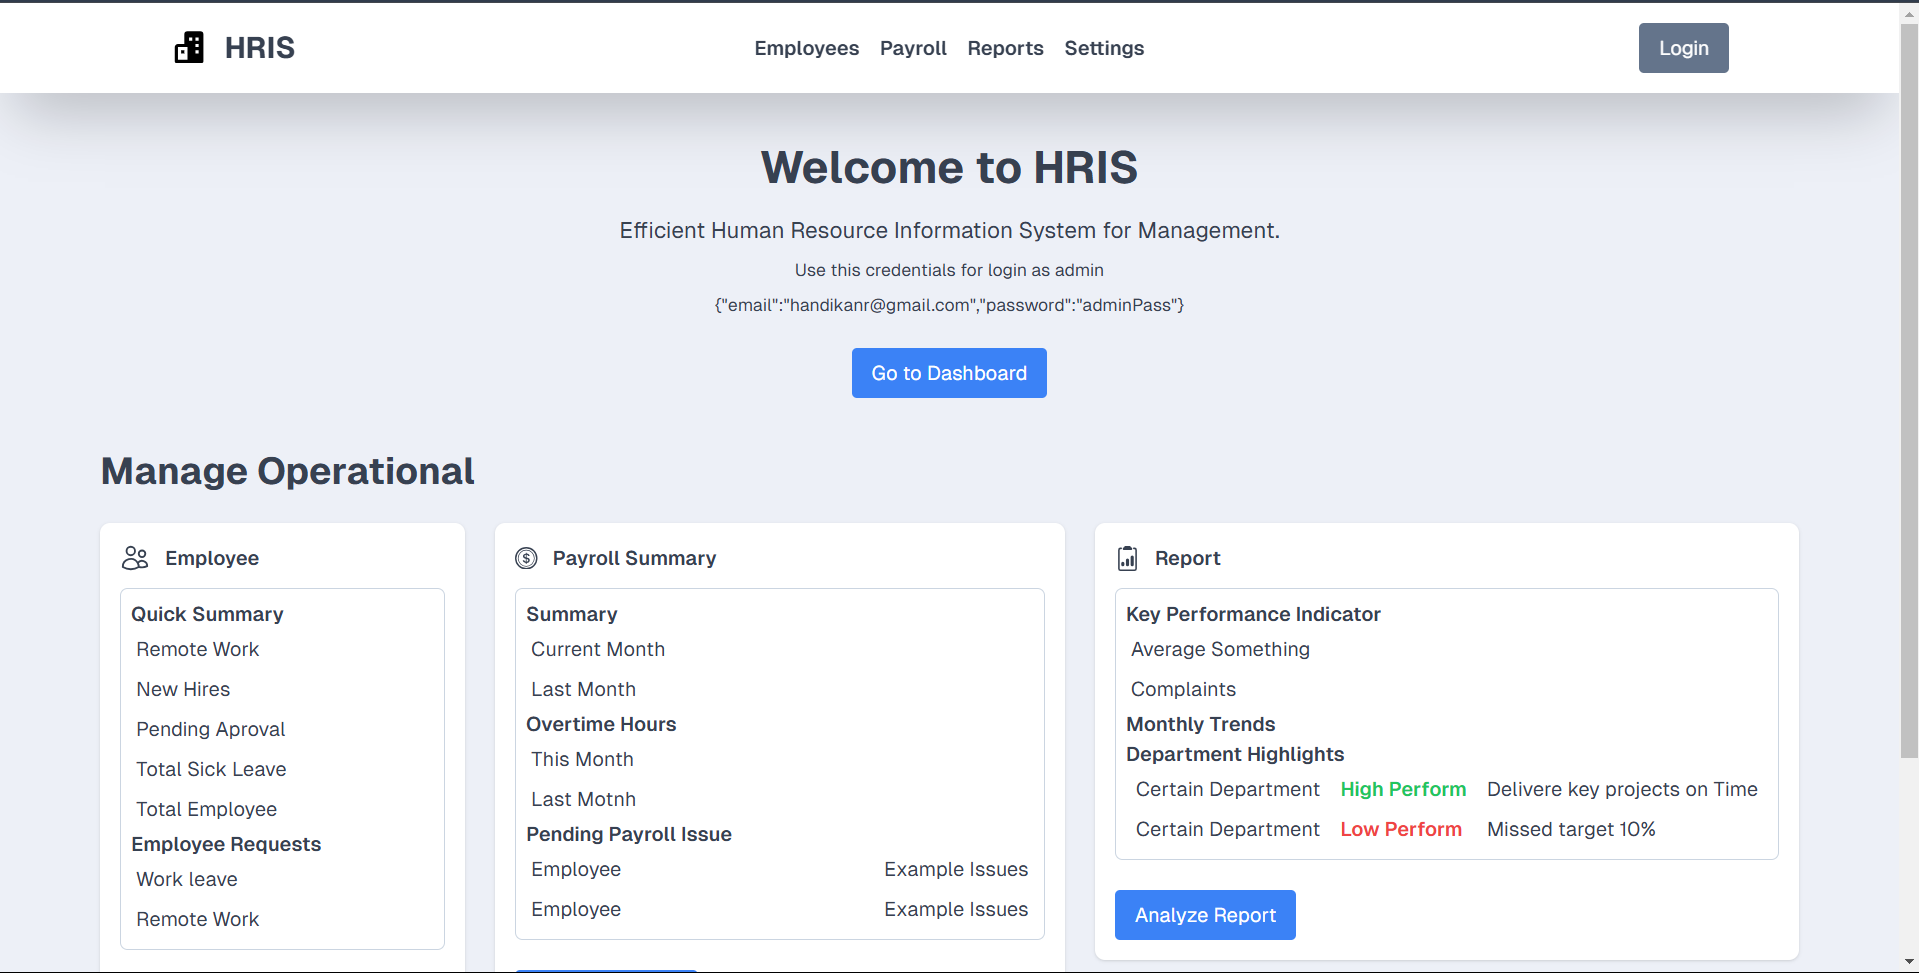 HRIS
Employees Payroll Reports Settings
Login
Welcome to HRIS
Efficient Human Resource Information System for Management.
Use this credentials for login as admin
{"email":"handikanr@gmail.com","password":"adminPass"}
Go to Dashboard
Manage Operational
Employee
Quick Summary
Remote Work
New Hires
Pending Aproval
Total Sick Leave
Total Employee
Employee Requests
Work leave
Remote Work
Payroll Summary
Summary
Current Month
Last Month
Overtime Hours
This Month
Last Motnh
Pending Payroll Issue
Employee Example Issues
Employee Example Issues
Report
Key Performance Indicator
Average Something
Complaints
Monthly Trends
Department Highlights
Certain Department High Perform Delivere key projects on Time
Certain Department Low Perform Missed target 10%
Analyze Report